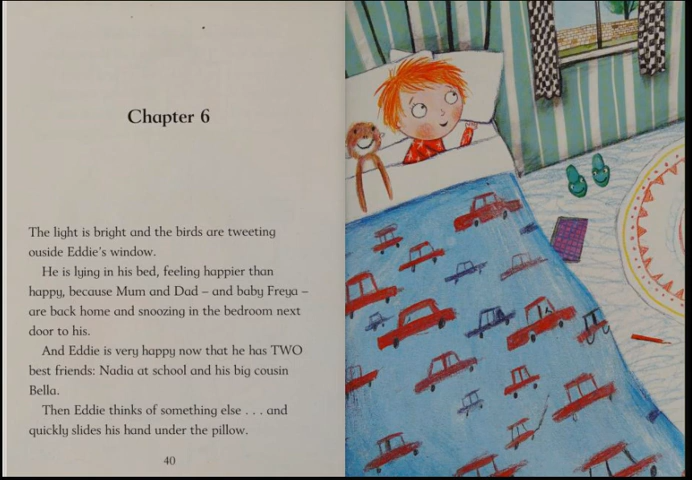 Chapter 6
The light is bright and the birds are tweeting
ouside Eddie's window.
He is lying in his bed, feeling happier than
happy, because Mum and Dad – and baby Freya –
are back home and snoozing in the bedroom next
door to his.
And Eddie is very happy now that he has TWO
best friends: Nadia at school and his big cousin
Bella.
Then Eddie thinks of something else . . . and
quickly slides his hand under the pillow.
40